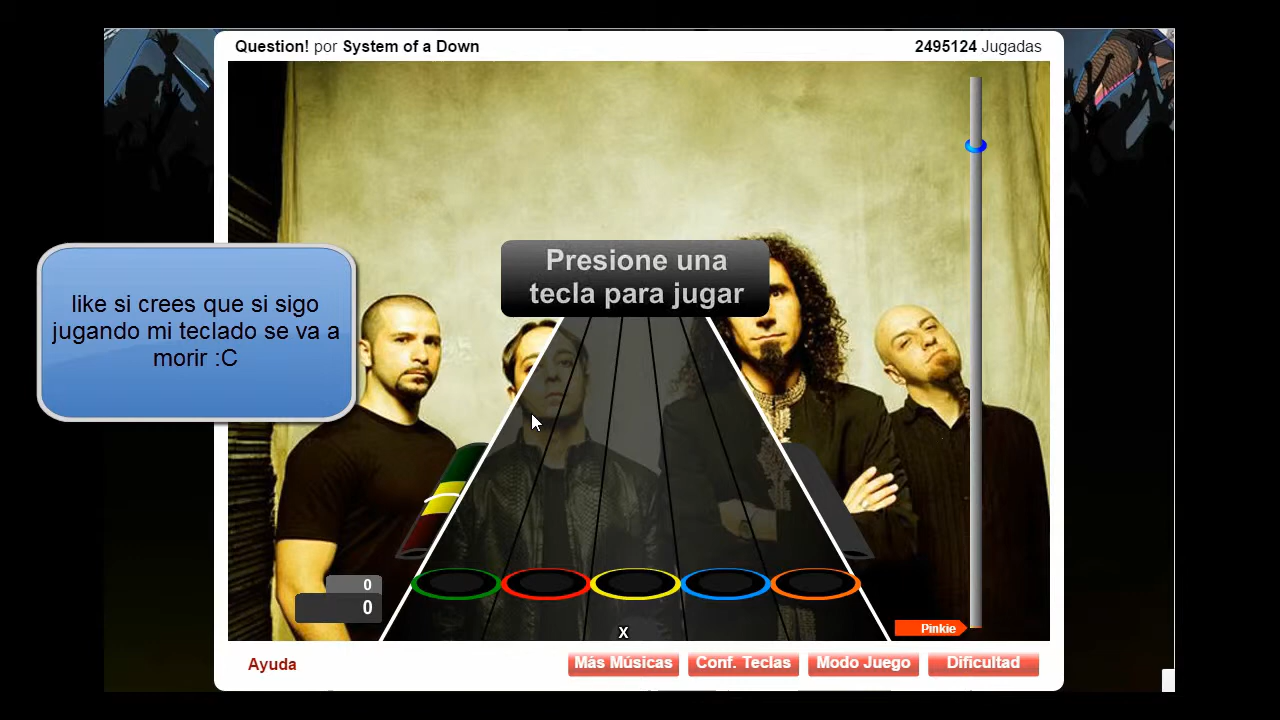 Question! por System of a Down
2495124 Jugadas
Presione una
tecla para jugar
like si crees que si sigo
jugando mi teclado se va a
morir :C
0
0
X
Pinkie
Ayuda
Más Músicas
Conf. Teclas
Modo Juego
Dificultad